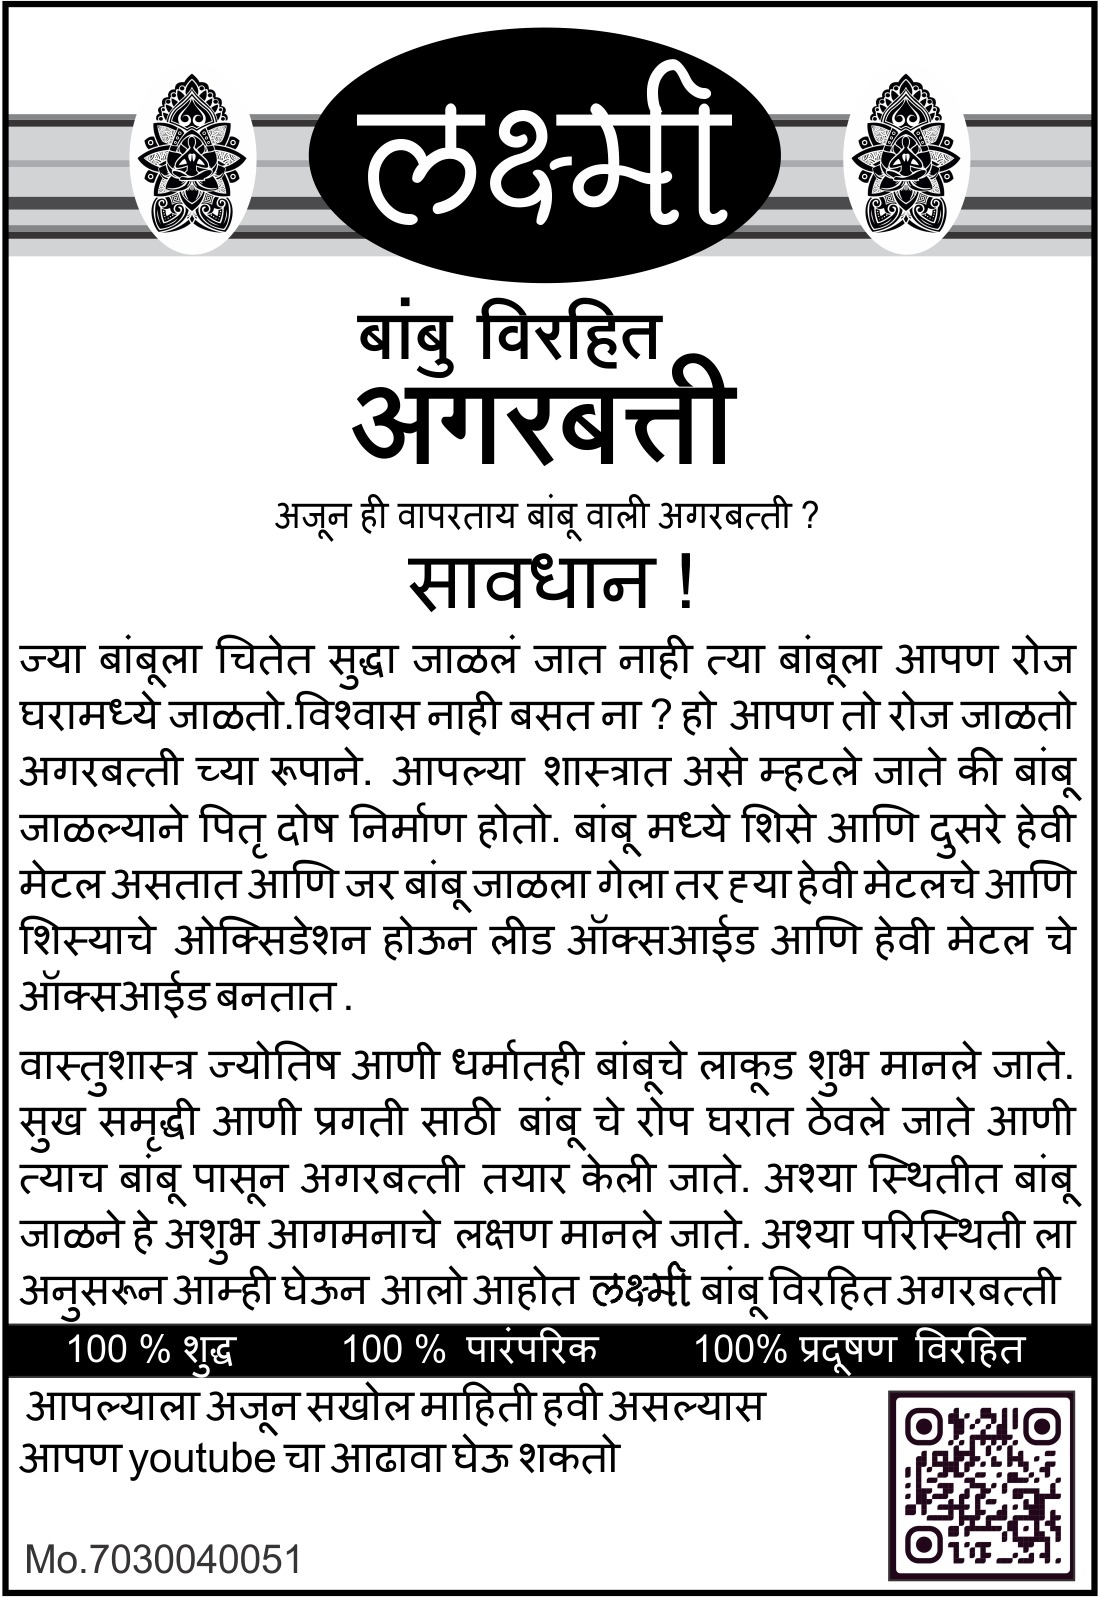 लक्ष्मी
बांबु विरहित
अगरबत्ती
अजून ही वापरताय बांबू वाली अगरबत्ती ?
सावधान !
ज्या बांबूला चितेत सुद्धा जाळलं जात नाही त्या बांबूला आपण रोज
घरामध्ये जाळतो.विश्वास नाही बसत ना ? हो आपण तो रोज जाळतो
अगरबत्ती च्या रूपाने. आपल्या शास्त्रात असे म्हटले जाते की बांबू
जाळल्याने पितृ दोष निर्माण होतो. बांबू मध्ये शिसे आणि दुसरे हेवी
मेटल असतात आणि जर बांबू जाळला गेला तर ह्या हेवी मेटलचे आणि
शिस्याचे ओक्सिडेशन होऊन लीड ऑक्सआईड आणि हेवी मेटल चे
ऑक्सआईड बनतात .
वास्तुशास्त्र ज्योतिष आणी धर्मातही बांबूचे लाकूड शुभ मानले जाते.
सुख समृद्धी आणी प्रगती साठी बांबू चे रोप घरात ठेवले जाते आणी
त्याच बांबू पासून अगरबत्ती तयार केली जाते. अश्या स्थितीत बांबू
जाळने हे अशुभ आगमनाचे लक्षण मानले जाते. अश्या परिस्थिती ला
अनुसरून आम्ही घेऊन आलो आहोत लक्ष्मी बांबू विरहित अगरबत्ती
100 % शुद्ध 100 % पारंपरिक 100% प्रदूषण विरहित
आपल्याला अजून सखोल माहिती हवी असल्यास
आपण youtube चा आढावा घेऊ शकतो
Mo.7030040051